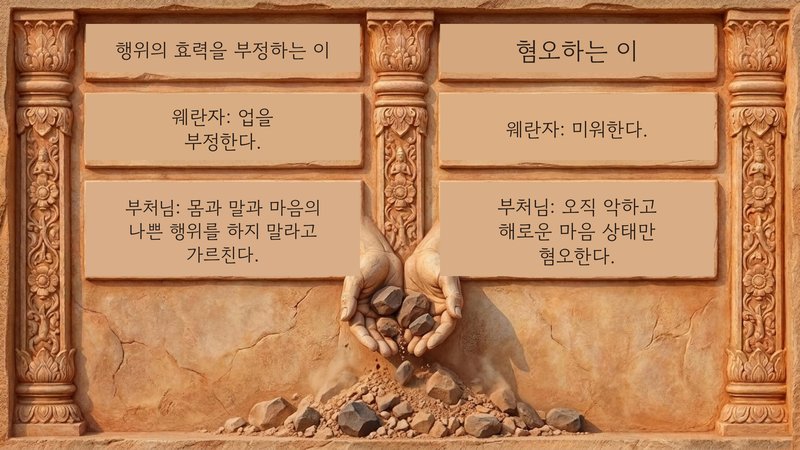 행위의 효력을 부정하는 이
웨란자: 업을
부정한다.
부처님: 몸과 말과 마음의
나쁜 행위를 하지 말라고
가르친다.
혐오하는 이
웨란자: 미워한다.
부처님: 오직 악하고
해로운 마음 상태만
혐오한다.